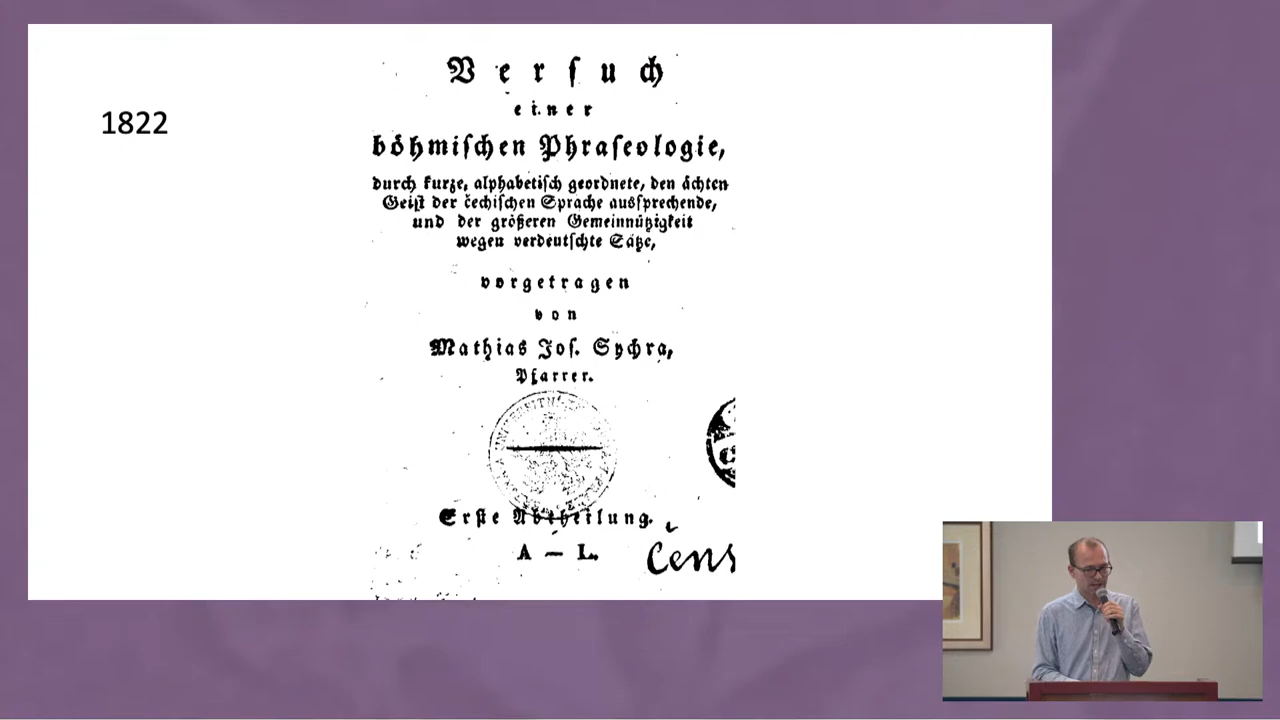 1822
Versuch
einer
böhmischen Phraseologie,
durch kurze, alphabetisch geordnete, den ächten
Geist der čechischen Sprache aussprechende,
und der größeren Gemeinnützigkeit
wegen verdeutschte Sätze,
vorgetragen
von
Mathias Jos. Sychra,
Pfarrer.
Erste Abtheilung.
A — L.